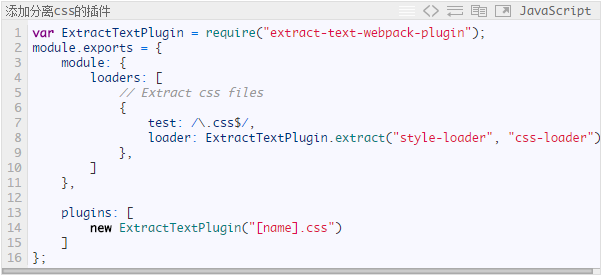 添加分离css的插件
JavaScript
1 var ExtractTextPlugin = require("extract-text-webpack-plugin");
2 module.exports = {
3     module: {
4         loaders: [
5             // Extract css files
6             {
7                 test: /\.css$/,
8                 loader: ExtractTextPlugin.extract("style-loader", "css-loader")
9             },
10         ]
11     },
12
13     plugins: [
14         new ExtractTextPlugin("[name].css")
15     ]
16 };